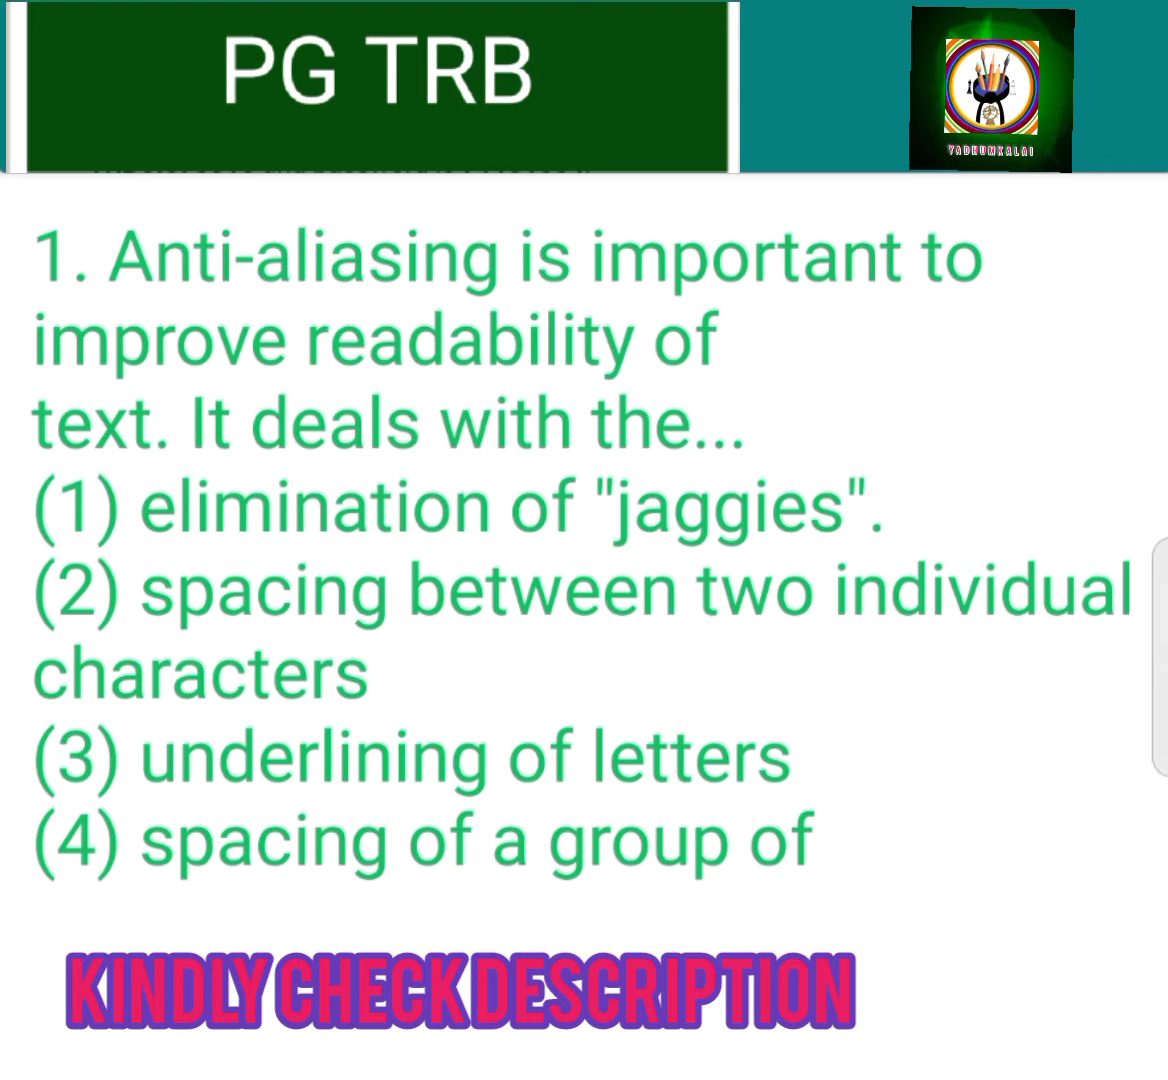 PG TRB
YADHUMKALAI
1. Anti-aliasing is important to
improve readability of
text. It deals with the...
(1) elimination of "jaggies".
(2) spacing between two individual
characters
(3) underlining of letters
(4) spacing of a group of
KINDLY CHECK DESCRIPTION